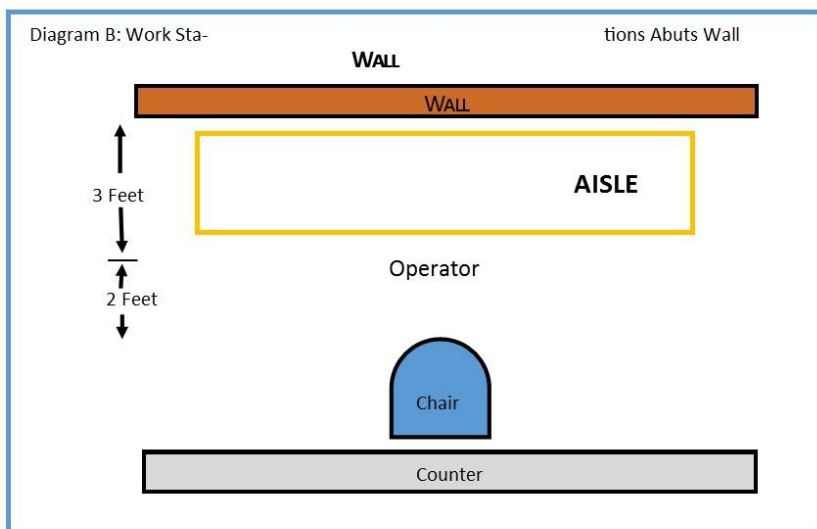 Diagram B: Work Sta- tions Abuts Wall
WALL
WALL
AISLE
3 Feet
Operator
2 Feet
Chair
Counter